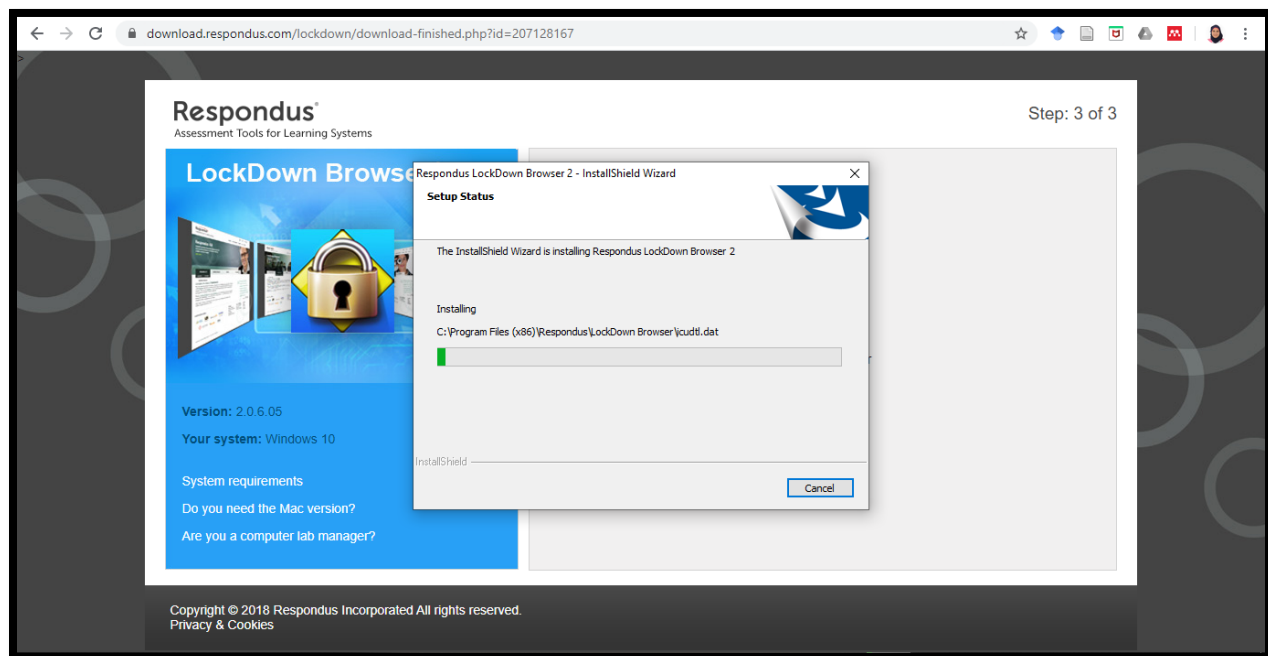 download.respondus.com/lockdown/download-finished.php?id=207128167
>
Respondus®
Assessment Tools for Learning Systems
Step: 3 of 3
LockDown Browse
Respondus LockDown Browser 2 - InstallShield Wizard
Setup Status
The InstallShield Wizard is installing Respondus LockDown Browser 2
Installing
C:\Program Files (x86)\Respondus\LockDown Browser\icudtl.dat
InstallShield
Cancel
Version: 2.0.6.05
Your system: Windows 10
System requirements
Do you need the Mac version?
Are you a computer lab manager?
Copyright © 2018 Respondus Incorporated All rights reserved.
Privacy & Cookies